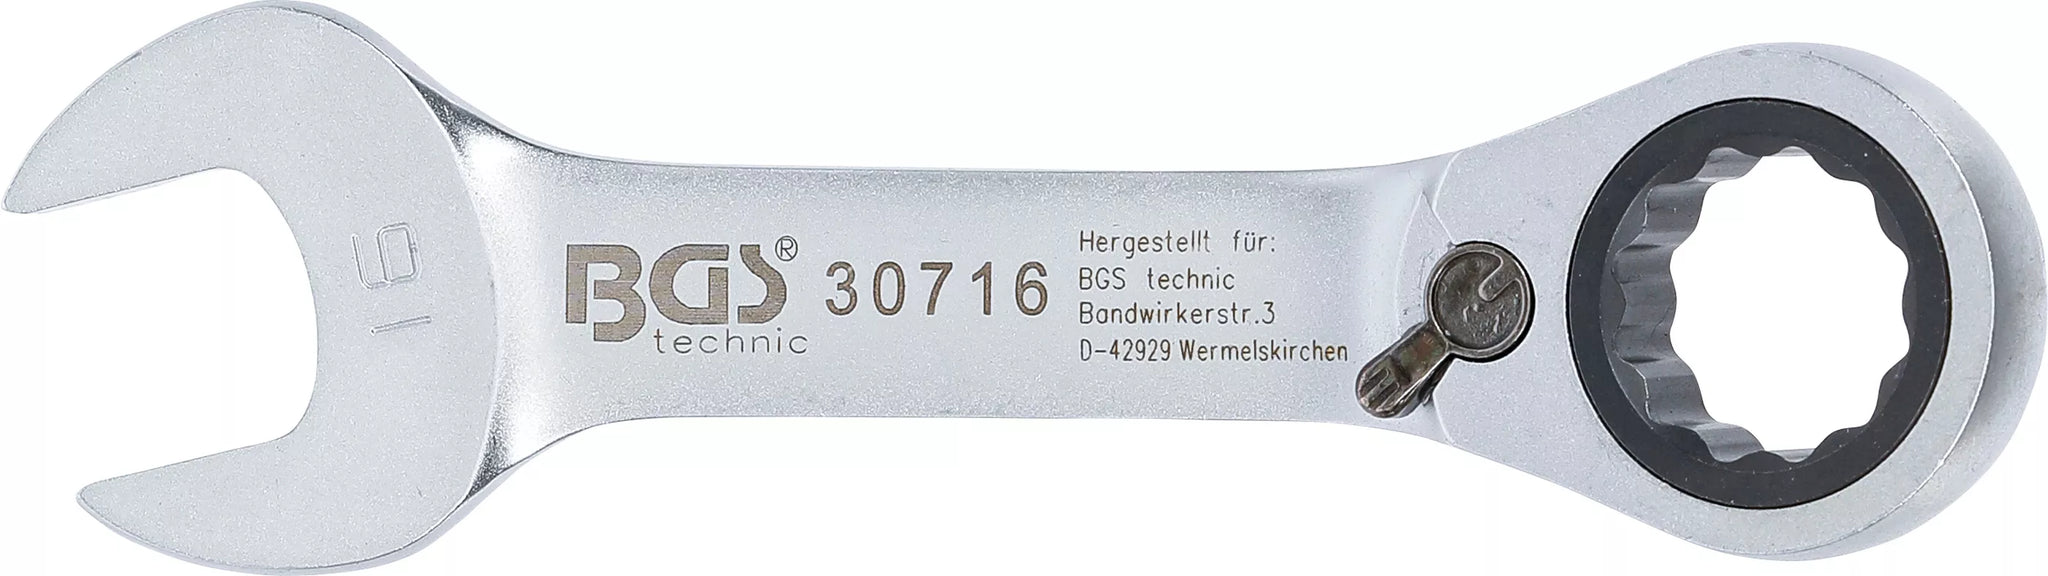 16
BGS®
technic
30716
Hergestellt für:
BGS technic
Bandwirkerstr.3
D-42929 Wermelskirchen